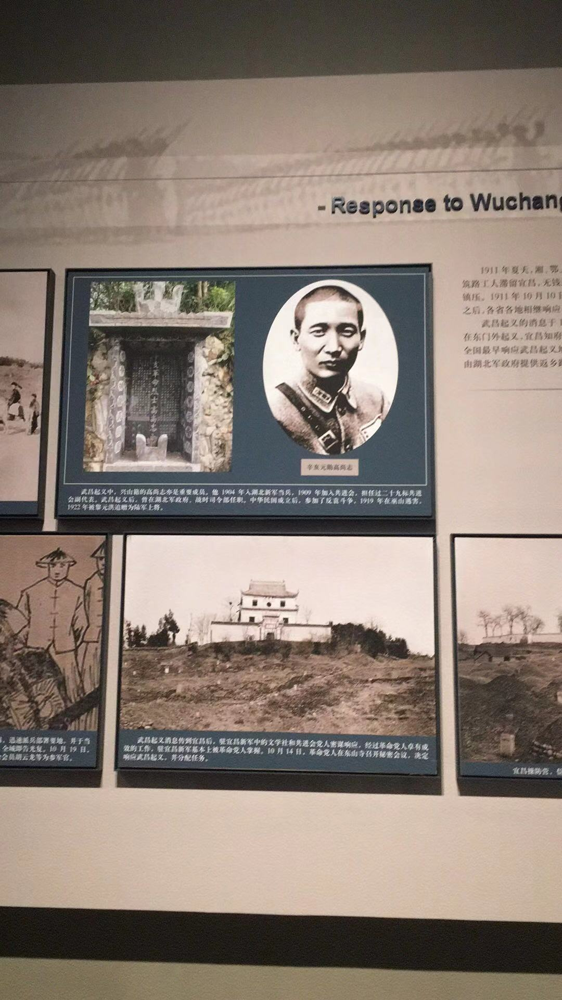 - Response to Wuchang
1911 年夏天，湘、鄂、
筑路工人滞留宜昌，无钱
镇压。1911 年 10 月 10 日
之后，各省各地相继响应
武昌起义的消息于
在东门外起义，宜昌知府
全国最早响应武昌起义
由湖北军政府提供返乡
辛亥元勋高尚志
武昌起义中，兴山籍的高尚志亦是重要成员。他 1904 年入湖北新军当兵，1909 年加入共进会，担任过二十九标共进
会副代表。武昌起义后，曾在湖北军政府、战时司令部任职。中华民国成立后，参加了反袁斗争，1919 年在巫山遇害，
1922 年被黎元洪追赠为陆军上将。
迅速派兵部署要地，并于当
全城即告光复。10 月 19 日，
会员胡云龙等为参军官。
武昌起义消息传到宜昌后，驻宜昌新军中的文学社和共进会党人密谋响应，经过革命党人卓有成
效的工作，驻宜昌新军基本上被革命党人掌握。10 月 14 日，革命党人在东山寺召开秘密会议，决定
响应武昌起义，并分配任务。
宜昌操防营，